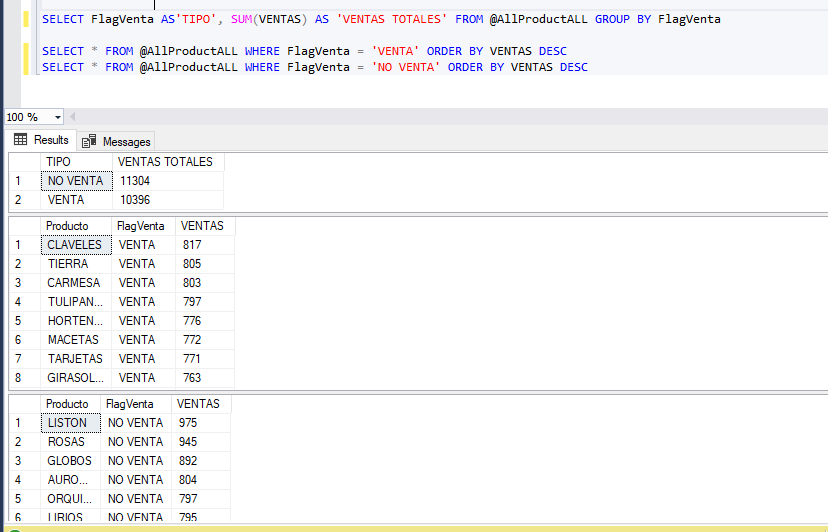 SELECT FlagVenta AS'TIPO', SUM(VENTAS) AS 'VENTAS TOTALES' FROM @AllProductALL GROUP BY FlagVenta
SELECT * FROM @AllProductALL WHERE FlagVenta = 'VENTA' ORDER BY VENTAS DESC
SELECT * FROM @AllProductALL WHERE FlagVenta = 'NO VENTA' ORDER BY VENTAS DESC
100 %
Results Messages
TIPO VENTAS TOTALES
1 NO VENTA 11304
2 VENTA 10396
Producto FlagVenta VENTAS
1 CLAVELES VENTA 817
2 TIERRA VENTA 805
3 CARMESA VENTA 803
4 TULIPAN... VENTA 797
5 HORTEN... VENTA 776
6 MACETAS VENTA 772
7 TARJETAS VENTA 771
8 GIRASOL... VENTA 763
Producto FlagVenta VENTAS
1 LISTON NO VENTA 975
2 ROSAS NO VENTA 945
3 GLOBOS NO VENTA 892
4 AURO... NO VENTA 804
5 ORQUI... NO VENTA 797
6 LIRIOS NO VENTA 795